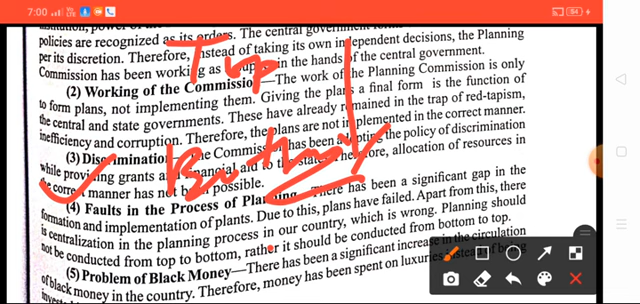 7:00
54
policies are recognized as its orders. The central government
per its discretion. Therefore, instead of taking its own independent decisions, the Planning
Commission has been working as in the hands of the central government.
(2) Working of the Commission—The work of the Planning Commission is only
to form plans, not implementing them. Giving the plans a final form is the function of
the central and state governments. These have already remained in the trap of red-tapism,
inefficiency and corruption. Therefore, the plans are not implemented in the correct manner.
(3) Discrimination—The Commission has been adopting the policy of discrimination
while providing grants and financial aid to the states. Therefore, allocation of resources in
the correct manner has not been possible.
(4) Faults in the Process of Planning—There has been a significant gap in the
formation and implementation of plants. Due to this, plans have failed. Apart from this, there
is centralization in the planning process in our country, which is wrong. Planning should
not be conducted from top to bottom, rather it should be conducted from bottom to top.
(5) Problem of Black Money—There has been a significant increase in the circulation
of black money in the country. Therefore, money has been spent on luxuries instead of being
Top